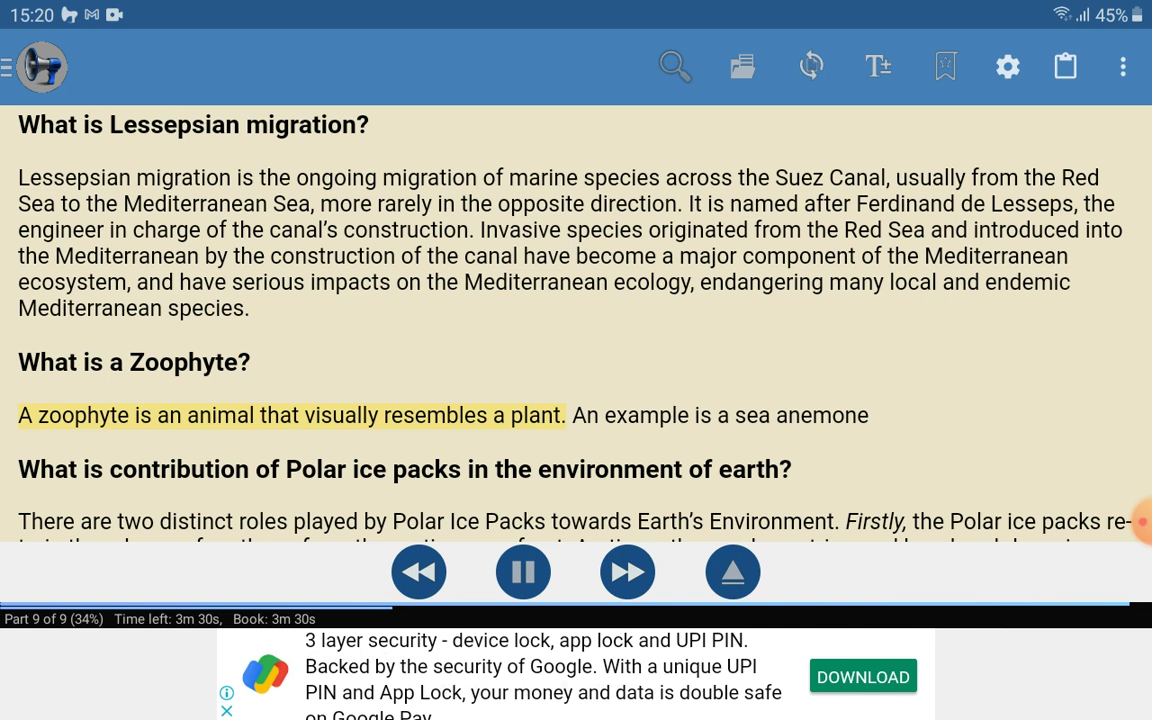 15:20
45%
What is Lessepsian migration?
Lessepsian migration is the ongoing migration of marine species across the Suez Canal, usually from the Red
Sea to the Mediterranean Sea, more rarely in the opposite direction. It is named after Ferdinand de Lesseps, the
engineer in charge of the canal’s construction. Invasive species originated from the Red Sea and introduced into
the Mediterranean by the construction of the canal have become a major component of the Mediterranean
ecosystem, and have serious impacts on the Mediterranean ecology, endangering many local and endemic
Mediterranean species.
What is a Zoophyte?
A zoophyte is an animal that visually resembles a plant. An example is a sea anemone
What is contribution of Polar ice packs in the environment of earth?
There are two distinct roles played by Polar Ice Packs towards Earth’s Environment. Firstly, the Polar ice packs re-
Part 9 of 9 (34%) Time left: 3m 30s, Book: 3m 30s
3 layer security - device lock, app lock and UPI PIN.
Backed by the security of Google. With a unique UPI
PIN and App Lock, your money and data is double safe
on Google Pay
DOWNLOAD